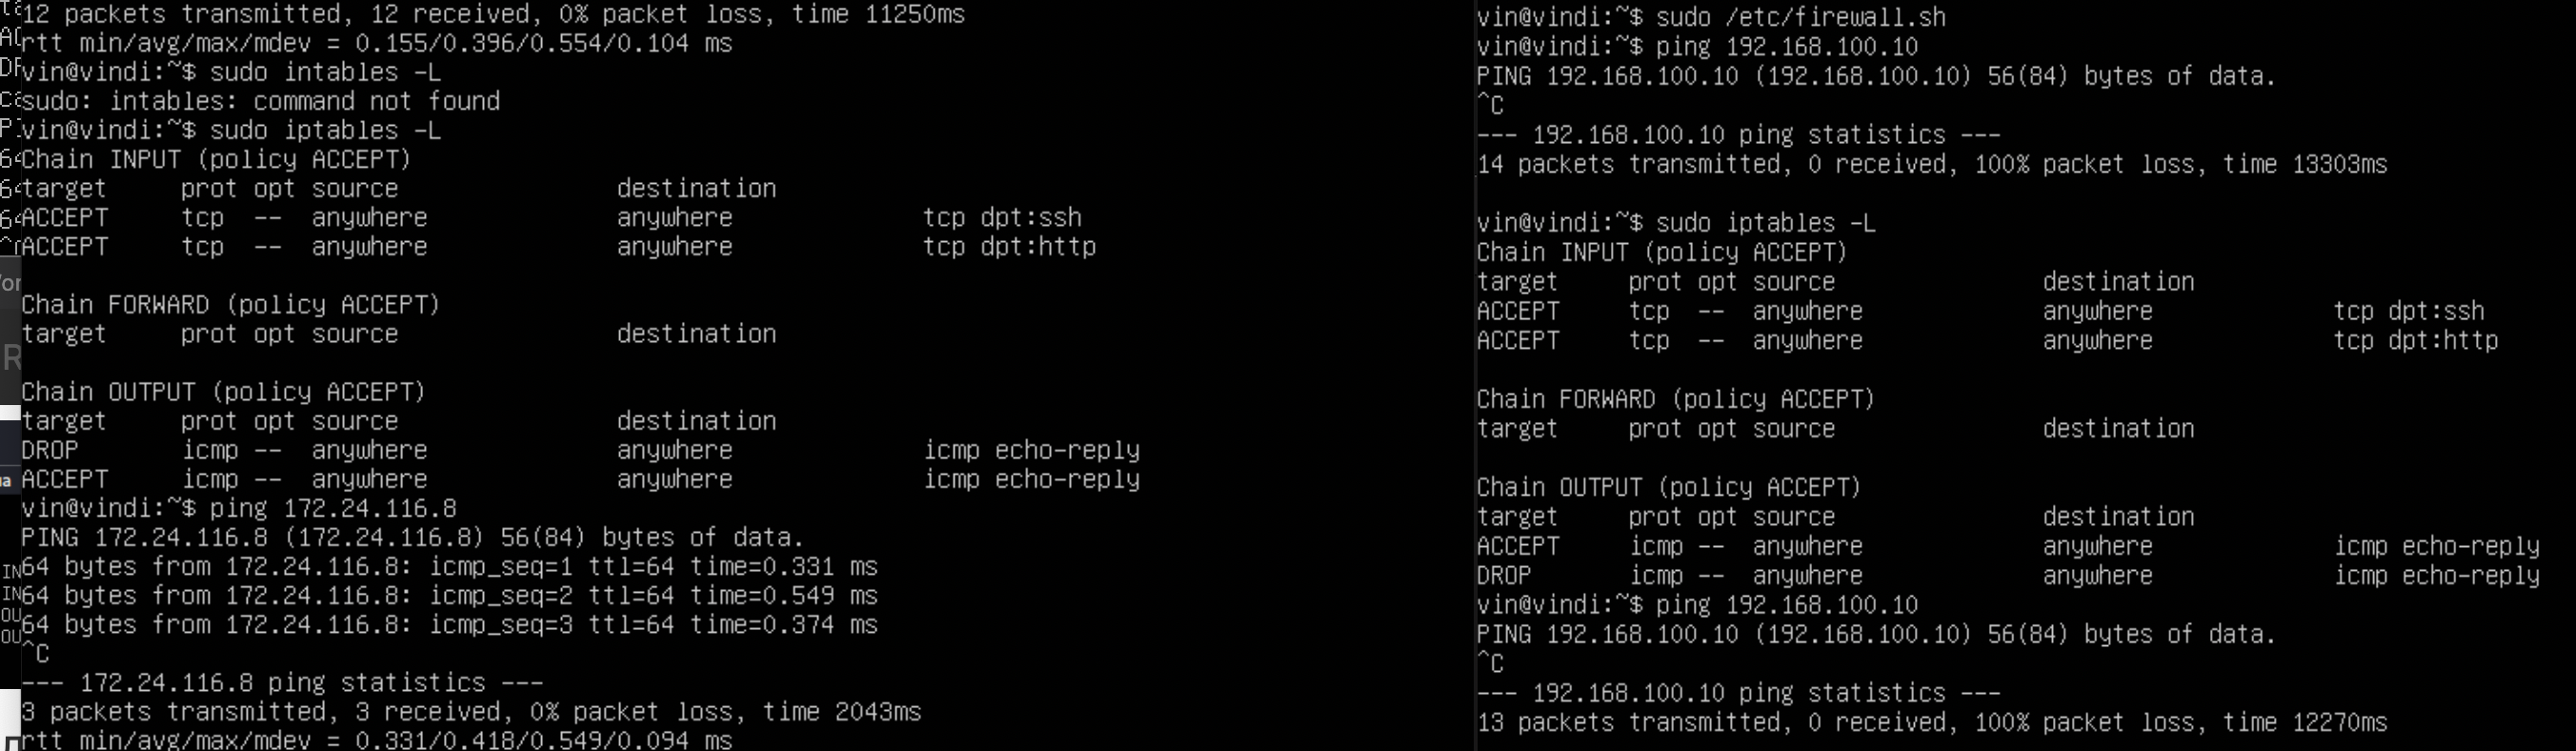 12 packets transmitted, 12 received, 0% packet loss, time 11250ms
rtt min/avg/max/mdev = 0.155/0.396/0.554/0.104 ms
vin@vindi:~$ sudo intables -L
sudo: intables: command not found
vin@vindi:~$ sudo iptables -L
Chain INPUT (policy ACCEPT)
target     prot opt source               destination
ACCEPT     tcp  --  anywhere             anywhere             tcp dpt:ssh
ACCEPT     tcp  --  anywhere             anywhere             tcp dpt:http
Chain FORWARD (policy ACCEPT)
target     prot opt source               destination
Chain OUTPUT (policy ACCEPT)
target     prot opt source               destination
DROP       icmp --  anywhere             anywhere             icmp echo-reply
ACCEPT     icmp --  anywhere             anywhere             icmp echo-reply
vin@vindi:~$ ping 172.24.116.8
PING 172.24.116.8 (172.24.116.8) 56(84) bytes of data.
64 bytes from 172.24.116.8: icmp_seq=1 ttl=64 time=0.331 ms
64 bytes from 172.24.116.8: icmp_seq=2 ttl=64 time=0.549 ms
64 bytes from 172.24.116.8: icmp_seq=3 ttl=64 time=0.374 ms
^C
--- 172.24.116.8 ping statistics ---
3 packets transmitted, 3 received, 0% packet loss, time 2043ms
rtt min/avg/max/mdev = 0.331/0.418/0.549/0.094 ms
vin@vindi:~$ sudo /etc/firewall.sh
vin@vindi:~$ ping 192.168.100.10
PING 192.168.100.10 (192.168.100.10) 56(84) bytes of data.
^C
--- 192.168.100.10 ping statistics ---
14 packets transmitted, 0 received, 100% packet loss, time 13303ms
vin@vindi:~$ sudo iptables -L
Chain INPUT (policy ACCEPT)
target     prot opt source               destination
ACCEPT     tcp  --  anywhere             anywhere             tcp dpt:ssh
ACCEPT     tcp  --  anywhere             anywhere             tcp dpt:http
Chain FORWARD (policy ACCEPT)
target     prot opt source               destination
Chain OUTPUT (policy ACCEPT)
target     prot opt source               destination
ACCEPT     icmp --  anywhere             anywhere             icmp echo-reply
DROP       icmp --  anywhere             anywhere             icmp echo-reply
vin@vindi:~$ ping 192.168.100.10
PING 192.168.100.10 (192.168.100.10) 56(84) bytes of data.
^C
--- 192.168.100.10 ping statistics ---
13 packets transmitted, 0 received, 100% packet loss, time 12270ms